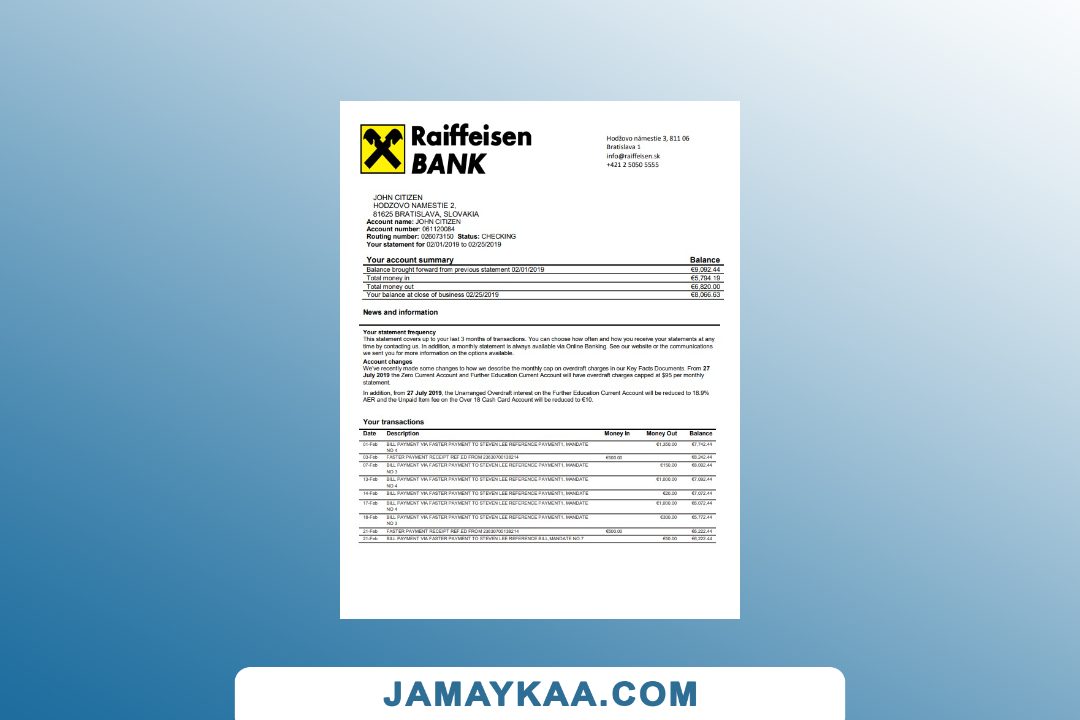 Raiffeisen
BANK
Hodžovo námestie 3, 811 06
Bratislava 1
info@raiffeisen.sk
+421 2 5050 5555
JOHN CITIZEN
HODZOVO NAMESTIE 2,
81625 BRATISLAVA, SLOVAKIA
Account name: JOHN CITIZEN
Account number: 061120084
Routing number: 026073150 Status: CHECKING
Your statement for 02/01/2019 to 02/25/2019
Your account summary Balance
Balance brought forward from previous statement 02/01/2019 €9,092.44
Total money in €5,794.19
Total money out €6,820.00
Your balance at close of business 02/25/2019 €8,066.63
News and information
Your statement frequency
This statement covers up to your last 3 months of transactions. You can choose how often and how you receive your statements at any
time by contacting us. In addition, a monthly statement is always available via Online Banking. See our website or the communications
we sent you for more information on the options available.
Account changes
We've recently made some changes to how we describe the monthly cap on overdraft charges in our Key Facts Documents. From 27
July 2019 the Zero Current Account and Further Education Current Account will have overdraft charges capped at $95 per monthly
statement.
In addition, from 27 July 2019, the Unarranged Overdraft interest on the Further Education Current Account will be reduced to 18.9%
AER and the Unpaid Item fee on the Over 18 Cash Card Account will be reduced to €10.
Your transactions
Date Description Money In Money Out Balance
01-Feb BILL PAYMENT VIA FASTER PAYMENT TO STEVEN LEE REFERENCE PAYMENT1, MANDATE €1,350.00 €7,742.44
NO 4
03-Feb FASTER PAYMENT RECEIPT REF.ED FROM 23830700138214 €500.00 €8,242.44
07-Feb BILL PAYMENT VIA FASTER PAYMENT TO STEVEN LEE REFERENCE PAYMENT1, MANDATE €150.00 €8,092.44
NO 3
13-Feb BILL PAYMENT VIA FASTER PAYMENT TO STEVEN LEE REFERENCE PAYMENT1, MANDATE €1,000.00 €7,092.44
NO 4
14-Feb BILL PAYMENT VIA FASTER PAYMENT TO STEVEN LEE REFERENCE PAYMENT1, MANDATE €20.00 €7,072.44
17-Feb BILL PAYMENT VIA FASTER PAYMENT TO STEVEN LEE REFERENCE PAYMENT1, MANDATE €1,000.00 €6,072.44
NO 4
18-Feb BILL PAYMENT VIA FASTER PAYMENT TO STEVEN LEE REFERENCE PAYMENT1, MANDATE €300.00 €5,772.44
NO 3
21-Feb FASTER PAYMENT RECEIPT REF.ED FROM 23830700138214 €500.00 €6,222.44
21-Feb BILL PAYMENT VIA FASTER PAYMENT TO STEVEN LEE REFERENCE BILL,MANDATE NO 7 €50.00 €6,222.44
JAMAYKAA.COM